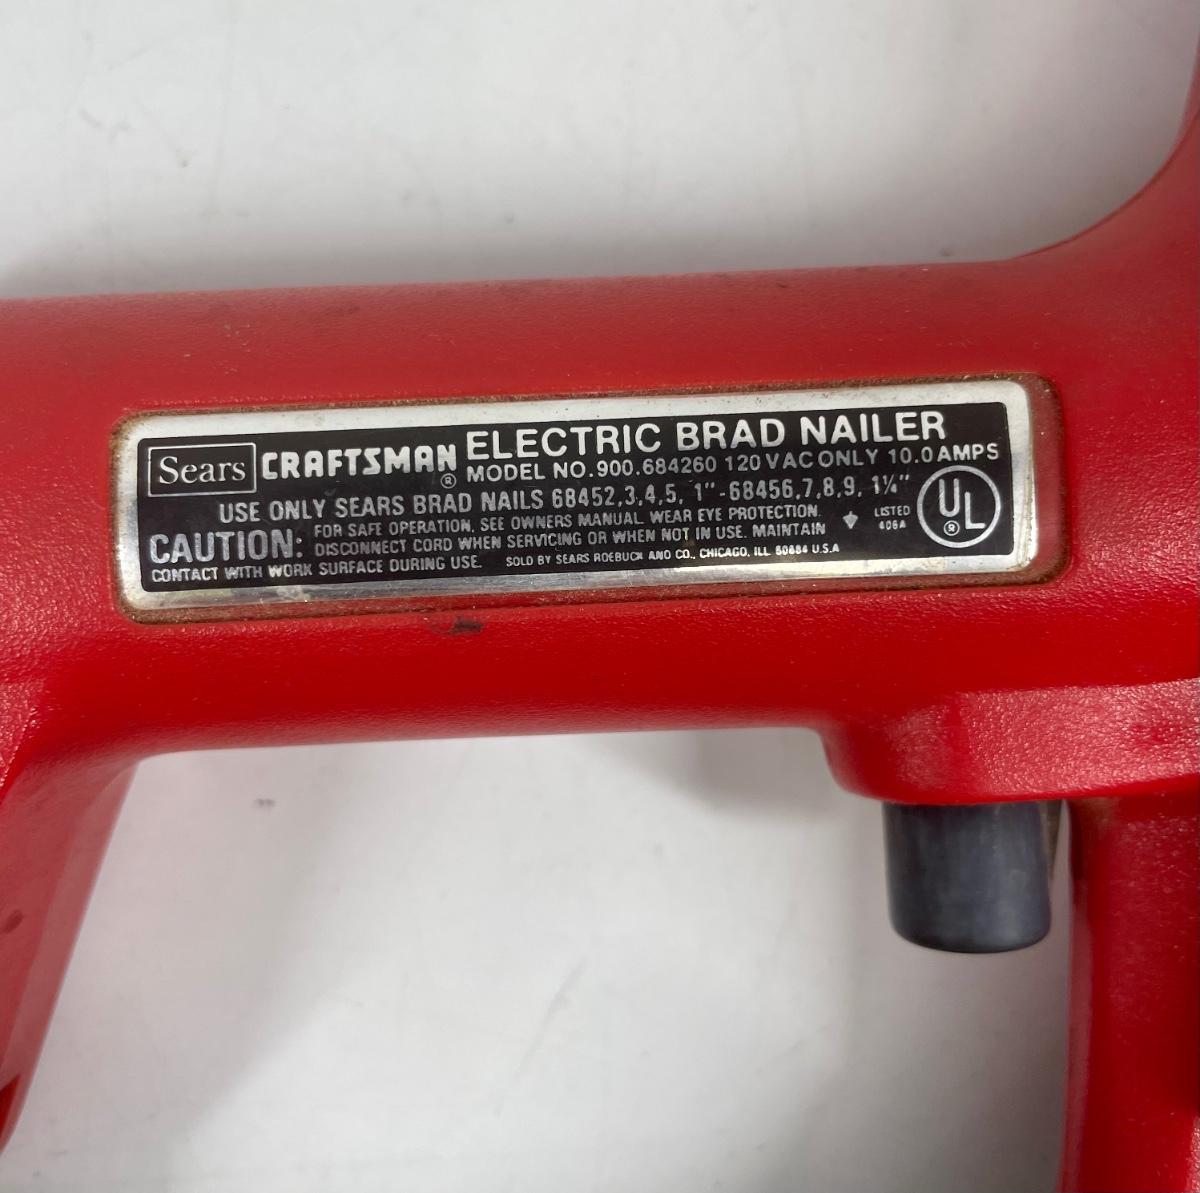 Sears CRAFTSMAN® ELECTRIC BRAD NAILER
MODEL NO. 900.684260 120 VAC ONLY 10.0 AMPS
USE ONLY SEARS BRAD NAILS 68452,3,4,5, 1"-68456,7,8,9, 1¼"
CAUTION: FOR SAFE OPERATION, SEE OWNERS MANUAL. WEAR EYE PROTECTION.
DISCONNECT CORD WHEN SERVICING OR WHEN NOT IN USE. MAINTAIN
CONTACT WITH WORK SURFACE DURING USE. SOLD BY SEARS ROEBUCK AND CO., CHICAGO, ILL 60684 U.S.A
LISTED
406A
UL®